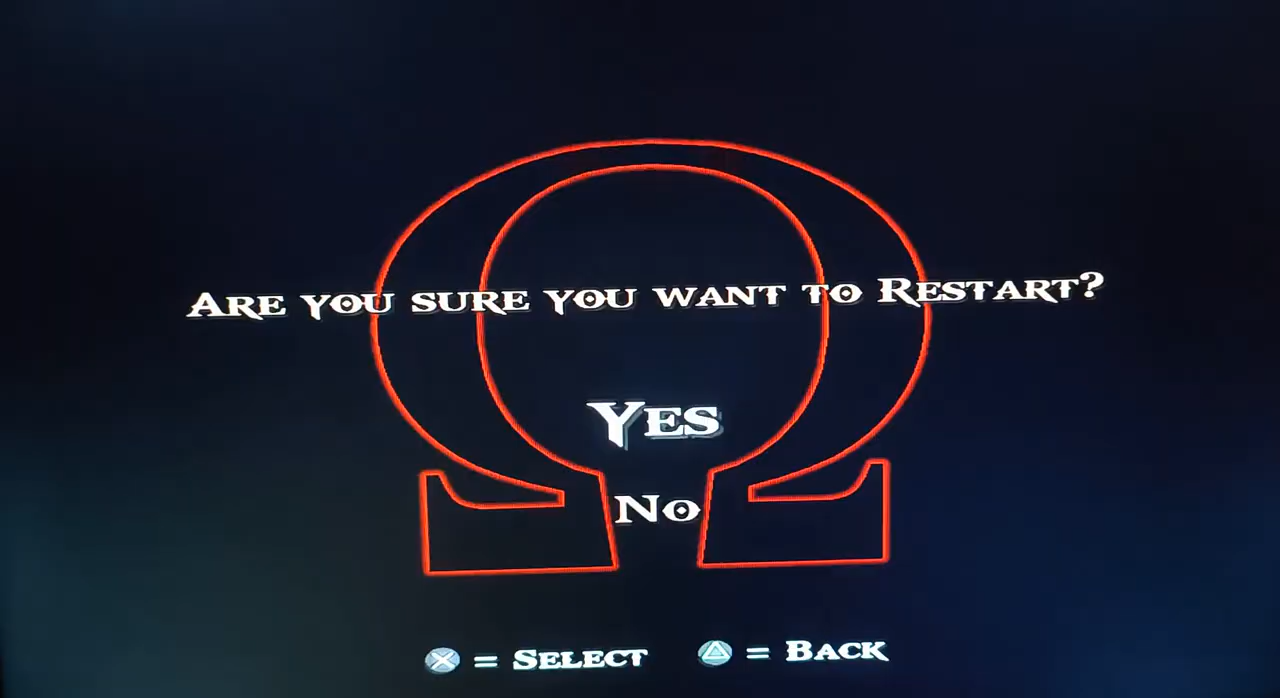 Are you sure you want to Restart?
Yes
No
= Select = Back